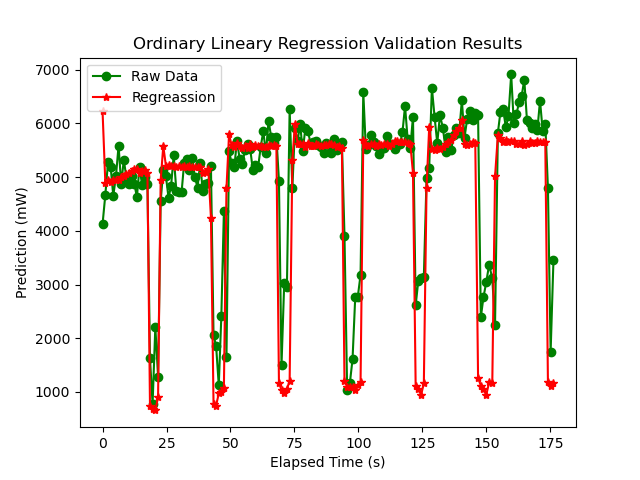 Ordinary Lineary Regression Validation Results
Raw Data
Regreassion
Prediction (mW)
7000
6000
5000
4000
3000
2000
1000
0 25 50 75 100 125 150 175
Elapsed Time (s)